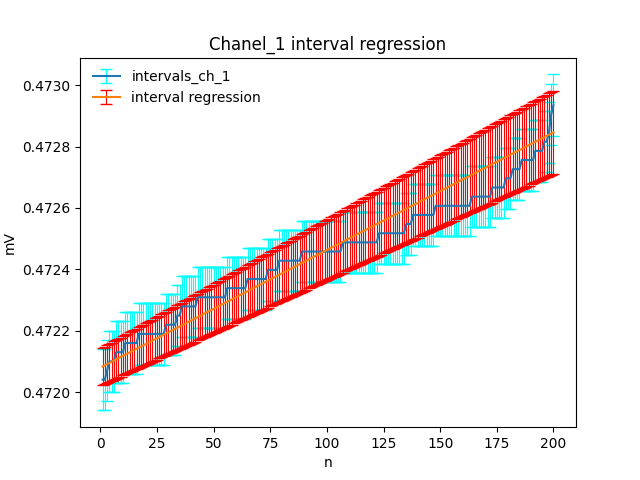 Chanel_1 interval regression
intervals_ch_1
interval regression
0.4730
0.4728
0.4726
0.4724
0.4722
0.4720
mV
0 25 50 75 100 125 150 175 200
n